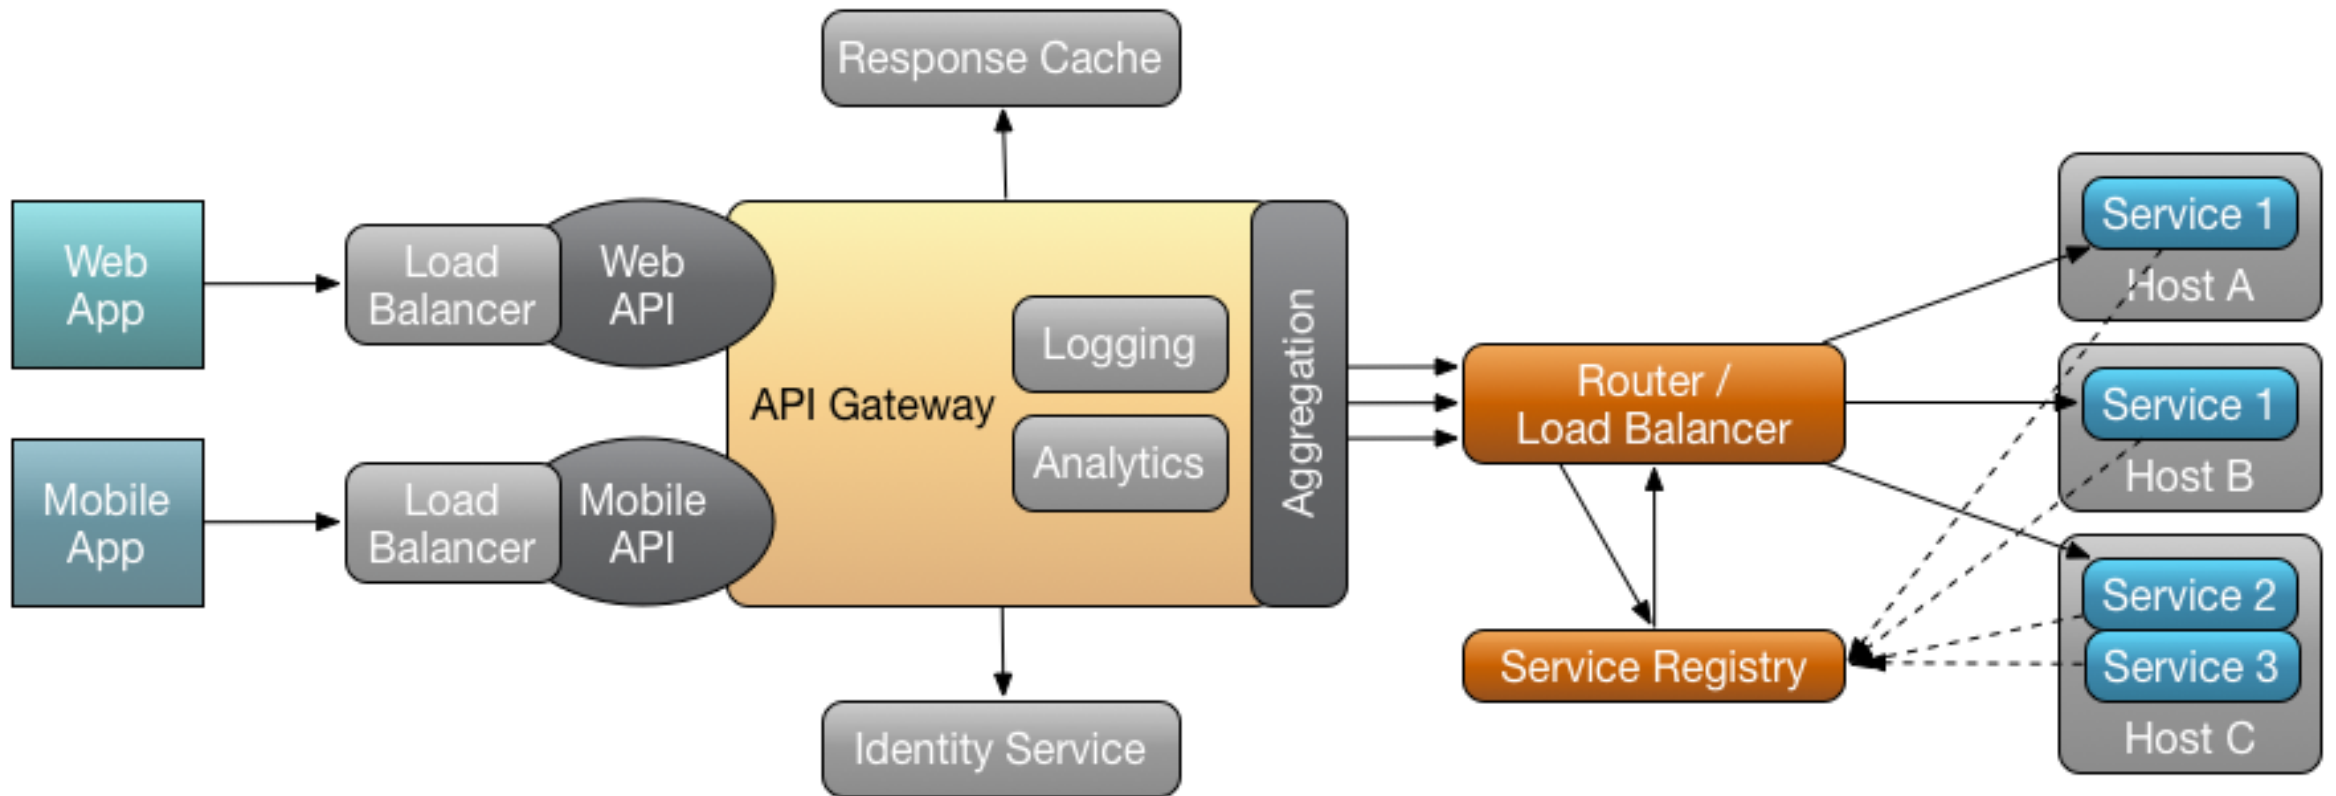 Response Cache
Web
App
Load
Balancer
Web
API
Mobile
App
Load
Balancer
Mobile
API
API Gateway
Logging
Analytics
Aggregation
Identity Service
Router /
Load Balancer
Service Registry
Service 1
Host A
Service 1
Host B
Service 2
Service 3
Host C